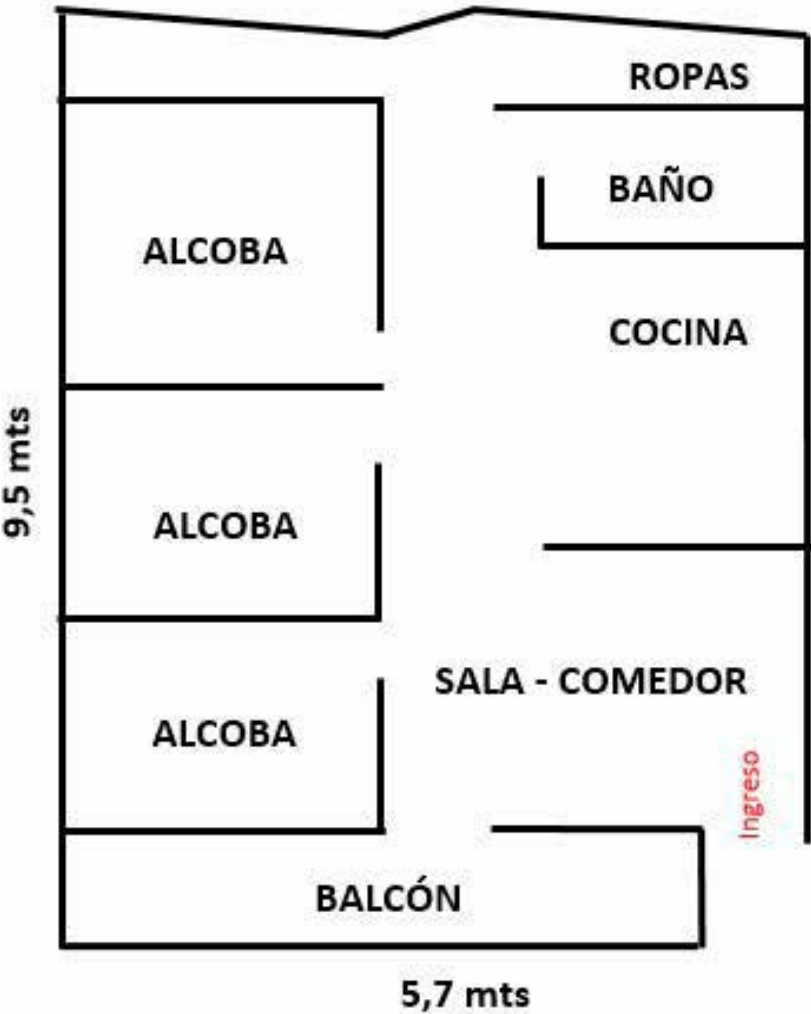 ROPAS
BAÑO
ALCOBA
COCINA
9,5 mts
ALCOBA
SALA - COMEDOR
ALCOBA
Ingreso
BALCÓN
5,7 mts